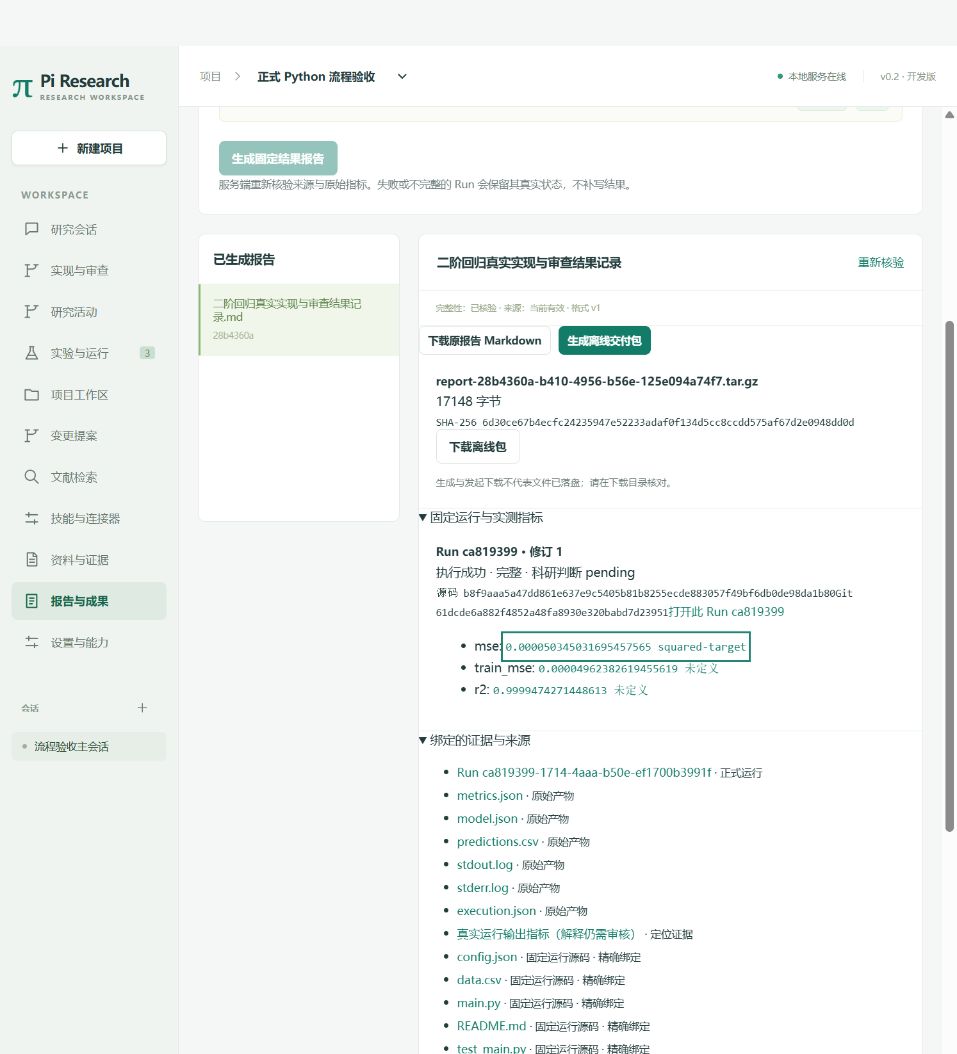 Pi Research
RESEARCH WORKSPACE
项目
正式 Python 流程验收
本地服务在线
v0.2 · 开发版
+ 新建项目
WORKSPACE
研究会话
实现与审查
研究活动
实验与运行
3
项目工作区
变更提案
文献检索
技能与连接器
资料与证据
报告与成果
设置与能力
会话
+
流程验收主会话
生成固定结果报告
服务端重新核验来源与原始指标。失败或不完整的 Run 会保留其真实状态，不补写结果。
已生成报告
二阶回归真实实现与审查结果记
录.md
28b4360a
二阶回归真实实现与审查结果记录
重新核验
完整性：已核验 · 来源：当前有效 · 格式 v1
下载原报告 Markdown
生成离线交付包
report-28b4360a-b410-4956-b56e-125e094a74f7.tar.gz
17148 字节
SHA-256 6d30ce67b4ecfc24235947e52233adaf0f134d5cc8ccdd575af67d2e0948dd0d
下载离线包
生成与发起下载不代表文件已落盘；请在下载目录核对。
固定运行与实测指标
Run ca819399 · 修订 1
执行成功 · 完整 · 科研判断 pending
源码 b8f9aaa5a47dd861e637e9c5405b81b8255ecde883057f49bf6db0de98da1b80Git
61dcde6a882f4852a48fa8930e320babd7d23951打开此 Run ca819399
mse: 0.000050345031695457565 squared-target
train_mse: 0.00004962382619455619 未定义
r2: 0.9999474271448613 未定义
绑定的证据与来源
Run ca819399-1714-4aaa-b50e-ef1700b3991f · 正式运行
metrics.json · 原始产物
model.json · 原始产物
predictions.csv · 原始产物
stdout.log · 原始产物
stderr.log · 原始产物
execution.json · 原始产物
真实运行输出指标（解释仍需审核） · 定位证据
config.json · 固定运行源码 · 精确绑定
data.csv · 固定运行源码 · 精确绑定
main.py · 固定运行源码 · 精确绑定
README.md · 固定运行源码 · 精确绑定
test_main.py · 固定运行源码 · 精确绑定